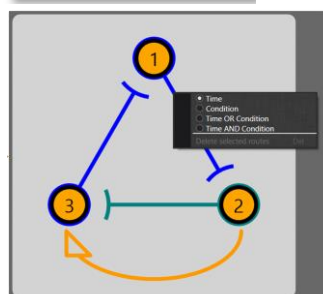 1
Time
Condition
Time OR Condition
Time AND Condition
Delete selected routes Del
3
2